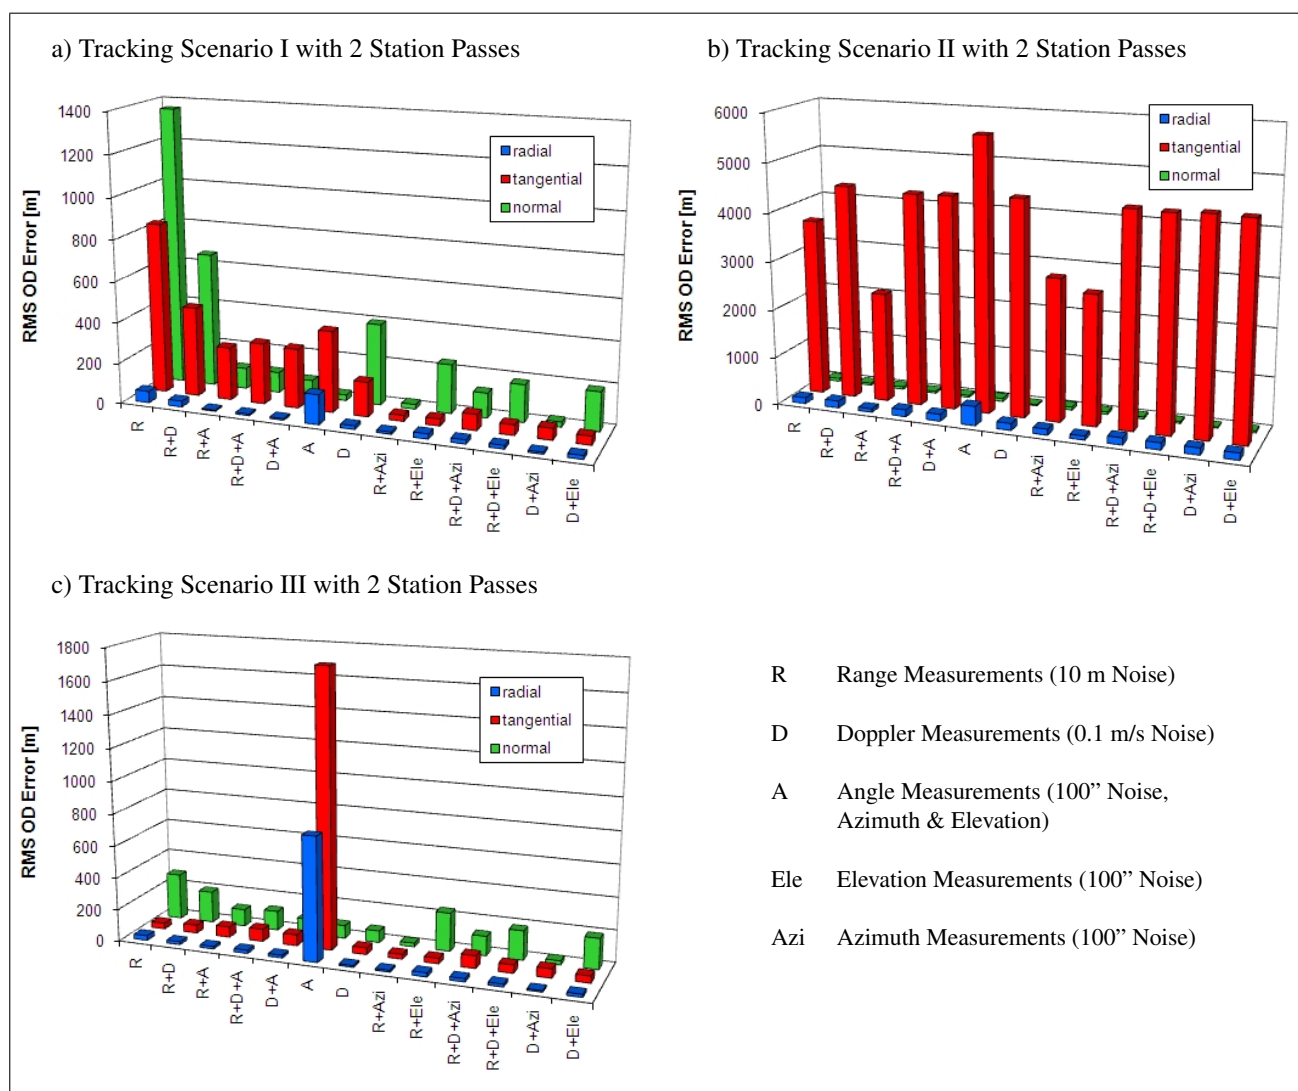 a) Tracking Scenario I with 2 Station Passes
RMS OD Error [m]
1400
1200
1000
800
600
400
200
0
radial
tangential
normal
R
R+D
R+A
R+D+A
D+A
A
D
R+Azi
R+Ele
R+D+Azi
R+D+Ele
D+Azi
D+Ele
b) Tracking Scenario II with 2 Station Passes
RMS OD Error [m]
6000
5000
4000
3000
2000
1000
0
radial
tangential
normal
R
R+D
R+A
R+D+A
D+A
A
D
R+Azi
R+Ele
R+D+Azi
R+D+Ele
D+Azi
D+Ele
c) Tracking Scenario III with 2 Station Passes
RMS OD Error [m]
1800
1600
1400
1200
1000
800
600
400
200
0
radial
tangential
normal
R
R+D
R+A
R+D+A
D+A
A
D
R+Azi
R+Ele
R+D+Azi
R+D+Ele
D+Azi
D+Ele
R Range Measurements (10 m Noise)
D Doppler Measurements (0.1 m/s Noise)
A Angle Measurements (100” Noise,
Azimuth & Elevation)
Ele Elevation Measurements (100” Noise)
Azi Azimuth Measurements (100” Noise)